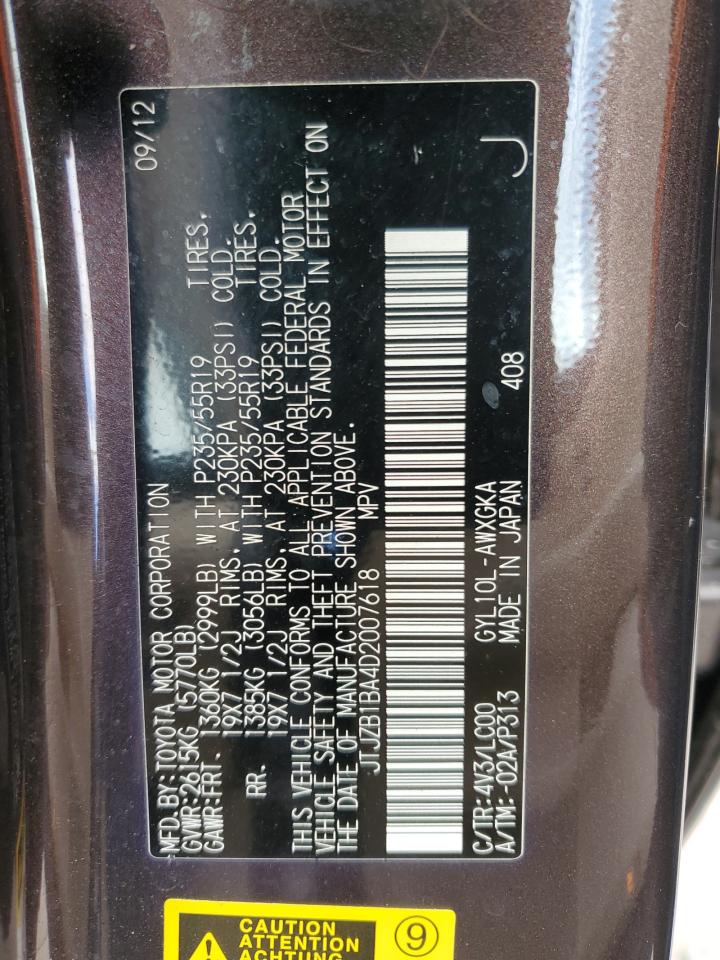 MFD.BY:TOYOTA MOTOR CORPORATION 09/12
GVWR:2615KG (5770LB)
GAWR:FRT. 1360KG (2999LB) WITH P235/55R19 TIRES,
19X7 1/2J RIMS, AT 230KPA (33PSI) COLD.
RR. 1385KG (3056LB) WITH P235/55R19 TIRES,
19X7 1/2J RIMS, AT 230KPA (33PSI) COLD.
THIS VEHICLE CONFORMS TO ALL APPLICABLE FEDERAL MOTOR
VEHICLE SAFETY AND THEFT PREVENTION STANDARDS IN EFFECT ON
THE DATE OF MANUFACTURE SHOWN ABOVE.
JTJZB1BA4D2007618 MPV
C/TR:4V3/LC00 GYL10L-AWXGKA
A/TM:-02A/P313 MADE IN JAPAN 408 J
CAUTION
ATTENTION
ACHTUNG
9